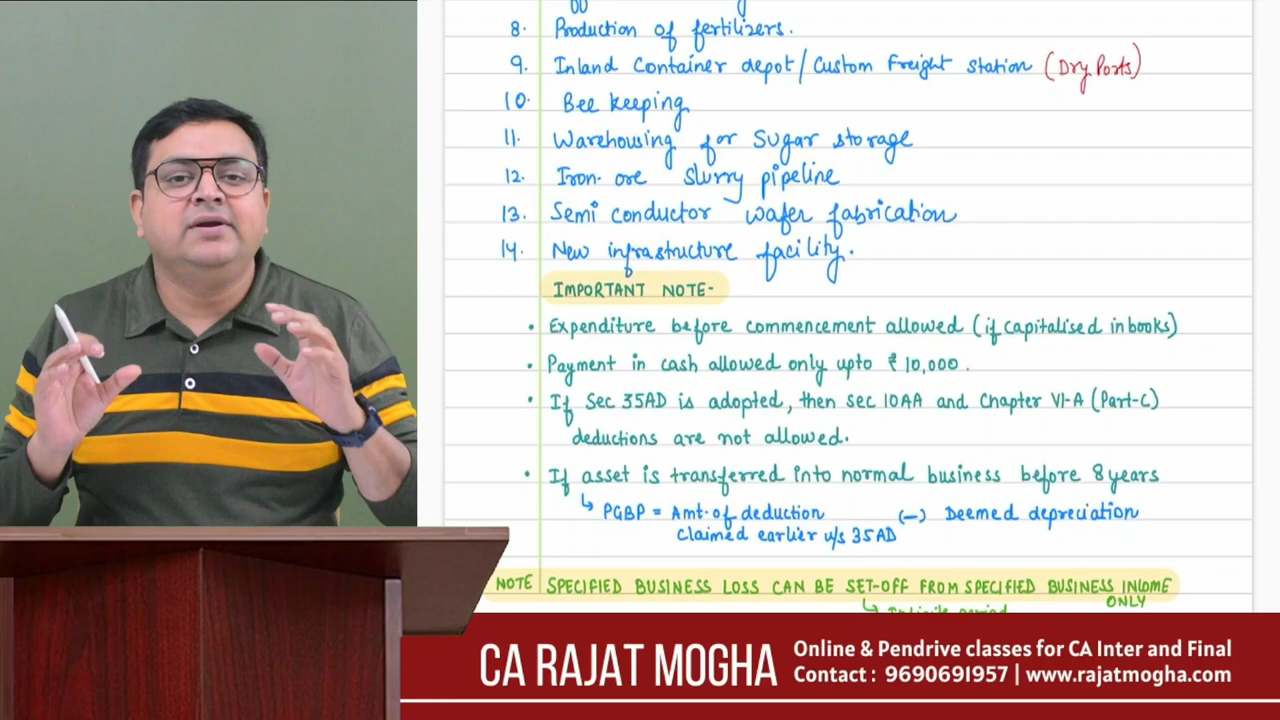 8. Production of fertilizers.
9. Inland Container depot / Custom Freight station (Dry Ports)
10. Bee keeping
11. Warehousing for Sugar storage
12. Iron-ore slurry pipeline
13. Semi conductor wafer fabrication
14. New infrastructure facility.
IMPORTANT NOTE-
• Expenditure before commencement allowed (if capitalised in books)
• Payment in cash allowed only upto ₹ 10,000.
• If Sec 35AD is adopted, then sec 10AA and Chapter VI-A (Part-C)
deductions are not allowed.
• If asset is transferred into normal business before 8 years
↳ PGBP = Amt. of deduction (-) Deemed depreciation
Claimed earlier u/s 35AD
NOTE SPECIFIED BUSINESS LOSS CAN BE SET-OFF FROM SPECIFIED BUSINESS INCOME
ONLY
CA RAJAT MOGHA
Online & Pendrive classes for CA Inter and Final
Contact : 9690691957 | www.rajatmogha.com